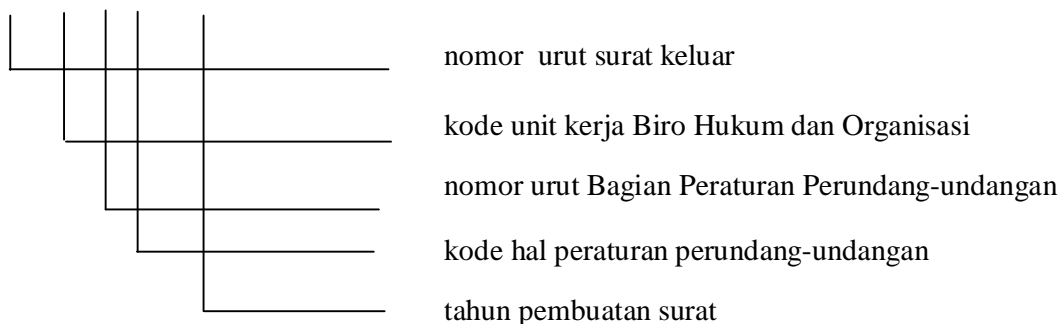 nomor urut surat keluar
kode unit kerja Biro Hukum dan Organisasi
nomor urut Bagian Peraturan Perundang-undangan
kode hal peraturan perundang-undangan
tahun pembuatan surat